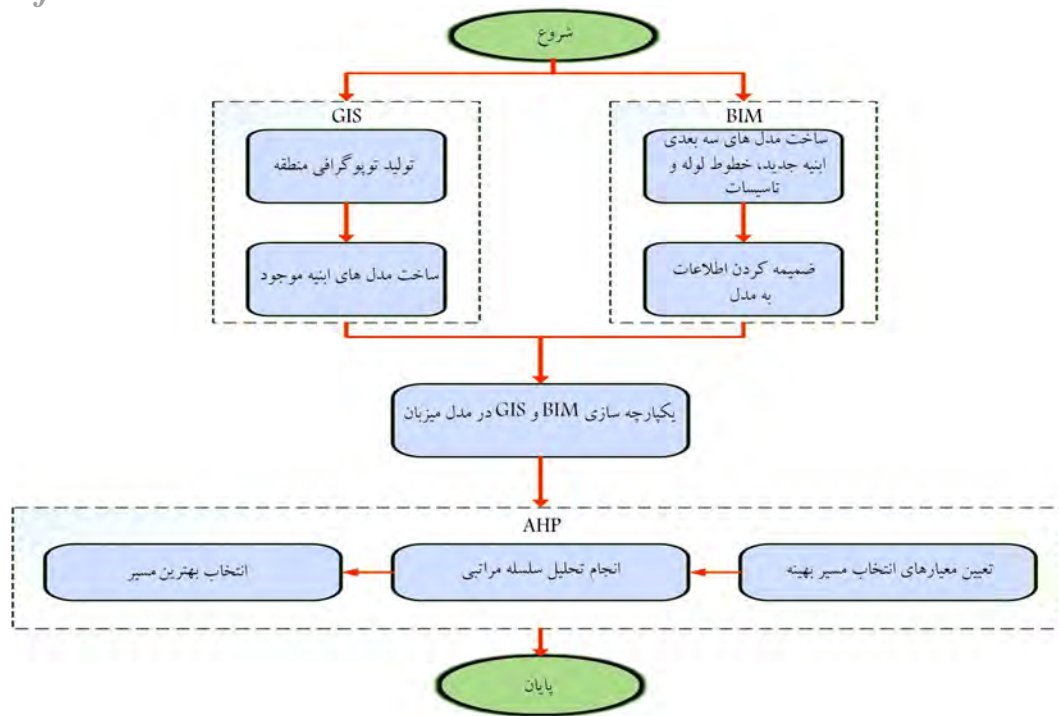 شروع
BIM
ساخت مدل های سه بعدی
ابنیه جدید، خطوط لوله و
تاسیسات
ضمیمه کردن اطلاعات
به مدل
GIS
تولید توپوگرافی منطقه
ساخت مدل های ابنیه موجود
یکپارچه سازی BIM و GIS در مدل میزبان
AHP
تعیین معیارهای انتخاب مسیر بهینه
انجام تحلیل سلسله مراتبی
انتخاب بهترین مسیر
پایان